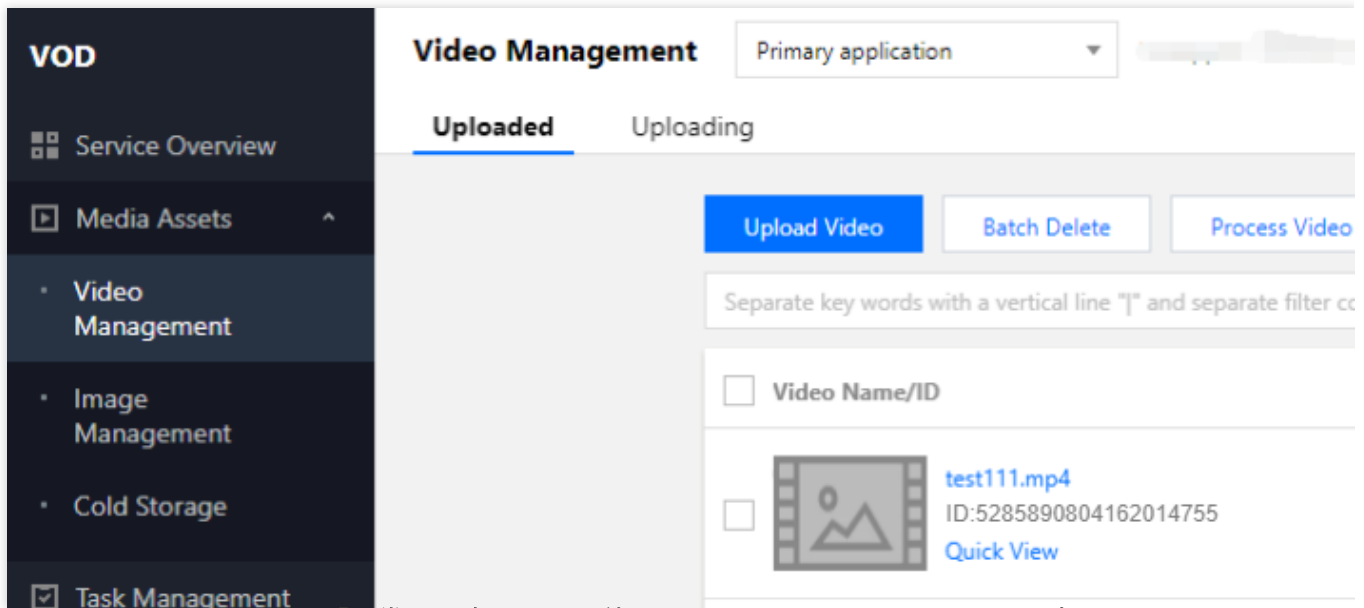 VOD
Service Overview
Media Assets
Video
Management
Image
Management
Cold Storage
Task Management
Video Management
Primary application
Uploaded
Uploading
Upload Video
Batch Delete
Process Video
Separate key words with a vertical line "|" and separate filter co
Video Name/ID
test111.mp4
ID:5285890804162014755
Quick View